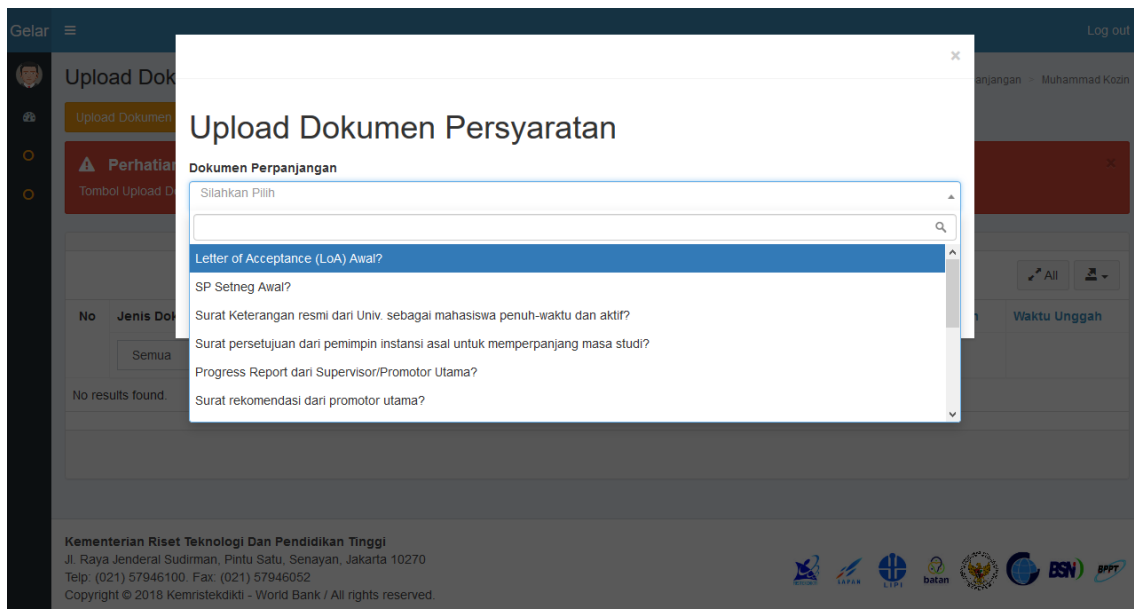 Gelar
Log out
Upload Dok
anjangan > Muhammad Kozin
Upload Dokumen
Perhatian
Tombol Upload D
×
Upload Dokumen Persyaratan
Dokumen Perpanjangan
Silahkan Pilih
Letter of Acceptance (LoA) Awal?
SP Setneg Awal?
Surat Keterangan resmi dari Univ. sebagai mahasiswa penuh-waktu dan aktif?
Surat persetujuan dari pemimpin instansi asal untuk memperpanjang masa studi?
Progress Report dari Supervisor/Promotor Utama?
Surat rekomendasi dari promotor utama?
All
No Jenis Dok Waktu Unggah
Semua
No results found.
Kementerian Riset Teknologi Dan Pendidikan Tinggi
Jl. Raya Jenderal Sudirman, Pintu Satu, Senayan, Jakarta 10270
Telp: (021) 57946100. Fax: (021) 57946052
Copyright © 2018 Kemristekdikti - World Bank / All rights reserved.
LAPAN LIPI batan BSN BPPT